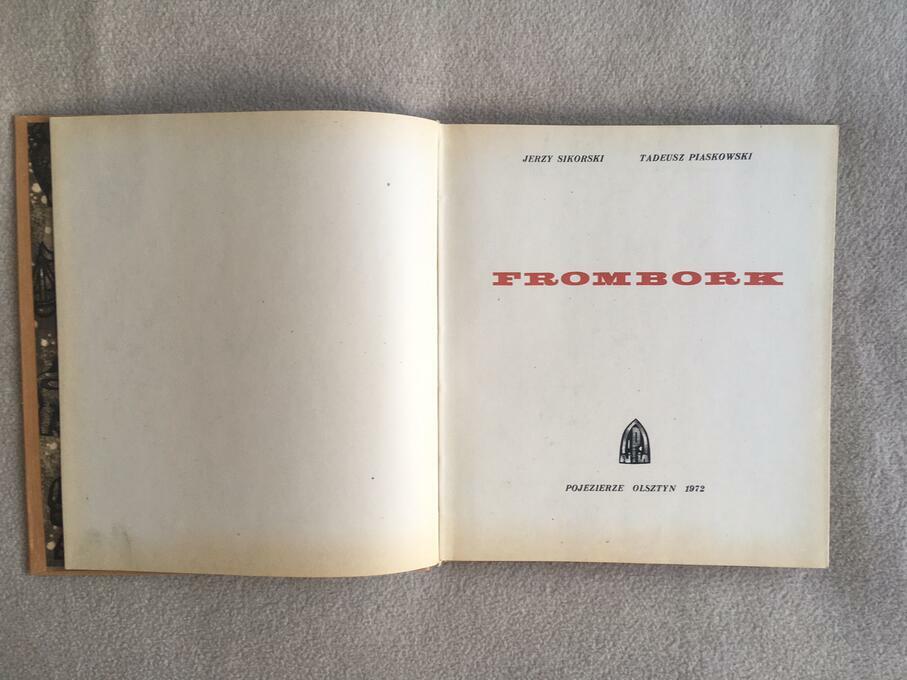 JERZY SIKORSKI TADEUSZ PIASKOWSKI
FROMBORK
POJEZIERZE OLSZTYN 1972